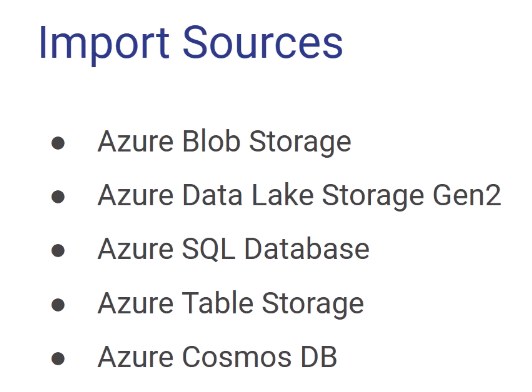 Import Sources
● Azure Blob Storage
● Azure Data Lake Storage Gen2
● Azure SQL Database
● Azure Table Storage
● Azure Cosmos DB